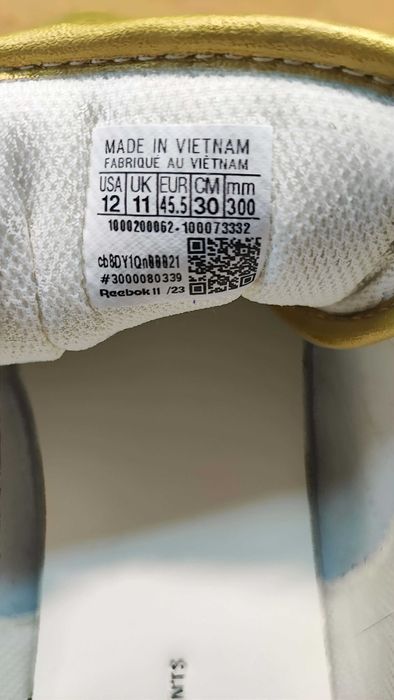 MADE IN VIETNAM
FABRIQUÉ AU VIÊTNAM
USA UK EUR CM mm
12 11 45.5 30 300
1000200062-100073332
#3000080339
Reebok 11 /23
NTS